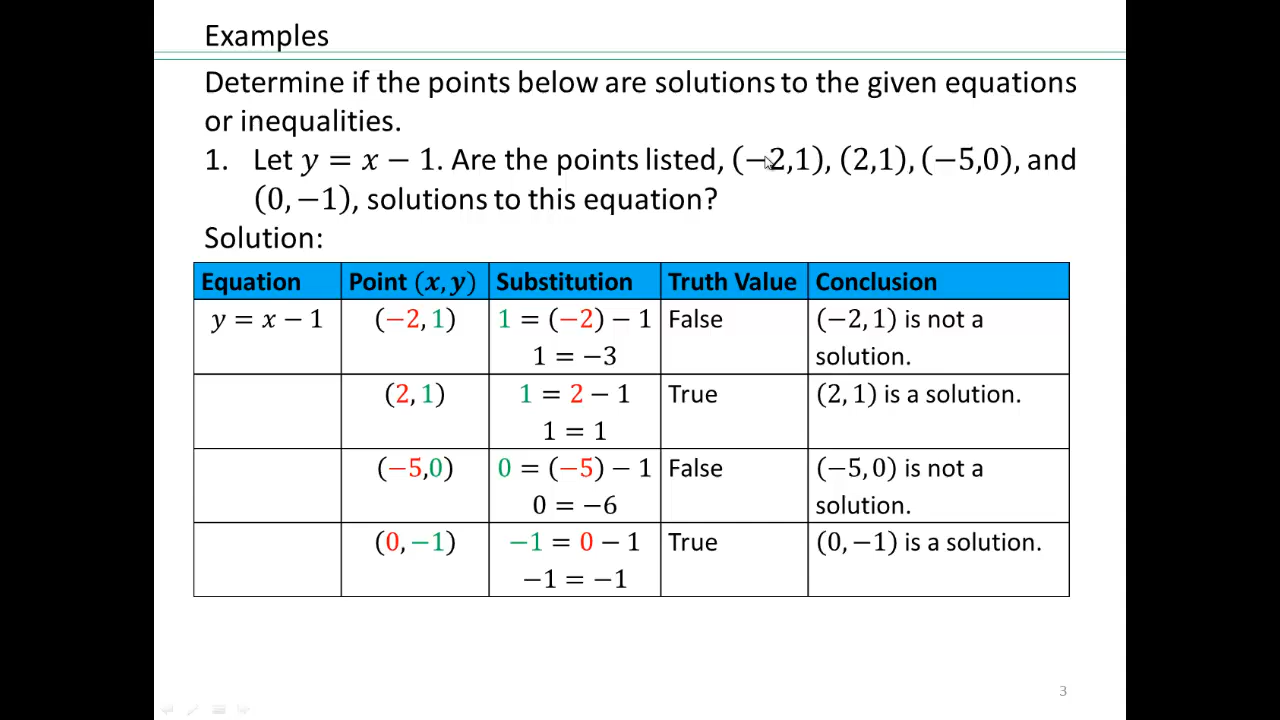 Examples
Determine if the points below are solutions to the given equations
or inequalities.
1. Let y = x − 1. Are the points listed, (−2,1), (2,1), (−5,0), and
(0, −1), solutions to this equation?
Solution:
Equation Point (x, y) Substitution Truth Value Conclusion
y = x − 1 (−2, 1) 1 = (−2) − 1 False (−2, 1) is not a
1 = −3 solution.
(2, 1) 1 = 2 − 1 True (2, 1) is a solution.
1 = 1
(−5,0) 0 = (−5) − 1 False (−5, 0) is not a
0 = −6 solution.
(0, −1) −1 = 0 − 1 True (0, −1) is a solution.
−1 = −1
3